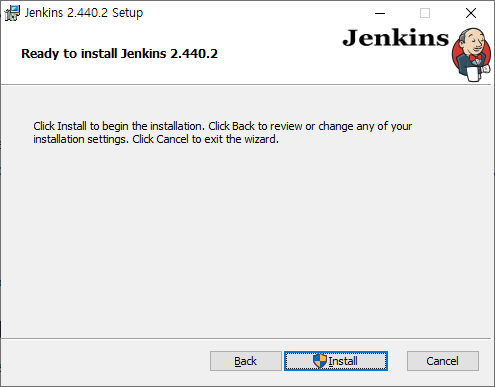 Jenkins 2.440.2 Setup
Ready to install Jenkins 2.440.2
Jenkins
Click Install to begin the installation. Click Back to review or change any of your
installation settings. Click Cancel to exit the wizard.
Back
Install
Cancel